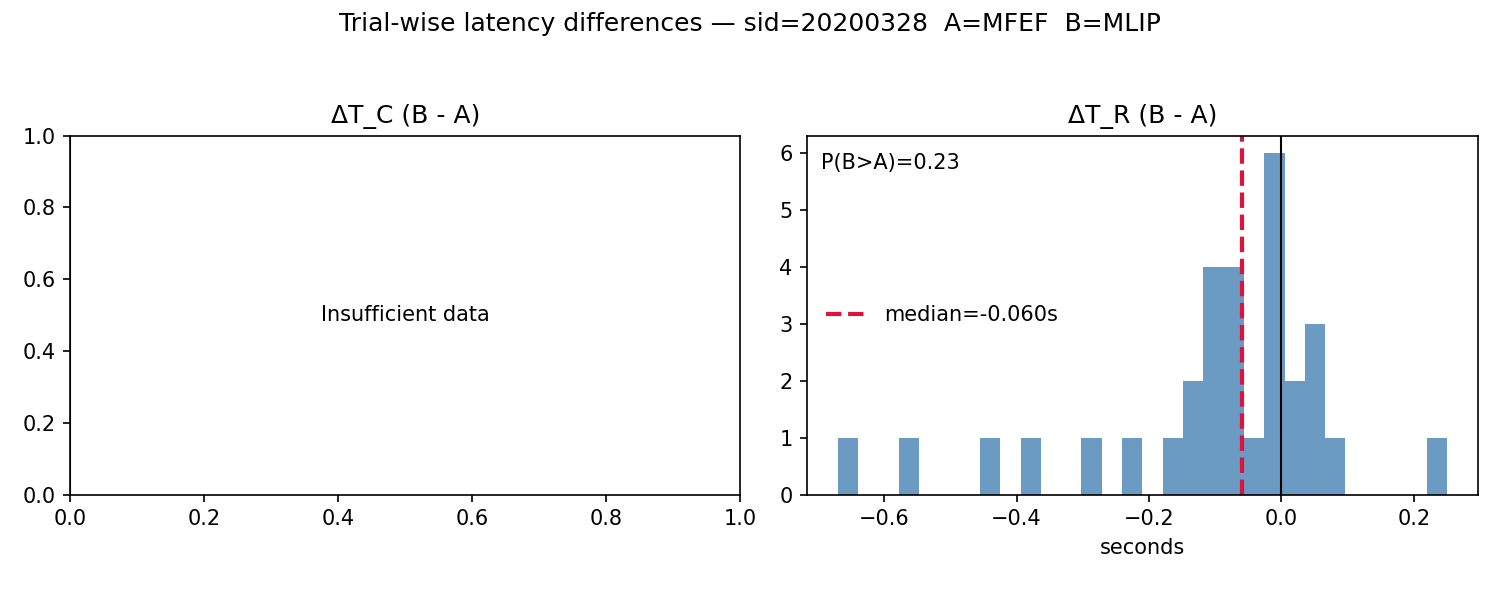 Trial-wise latency differences — sid=20200328  A=MFEF  B=MLIP
ΔT_C (B - A)
1.0
0.8
0.6
0.4
0.2
0.0
Insufficient data
0.0 0.2 0.4 0.6 0.8 1.0
ΔT_R (B - A)
6
5
4
3
2
1
0
P(B>A)=0.23
median=-0.060s
−0.6 −0.4 −0.2 0.0 0.2
seconds